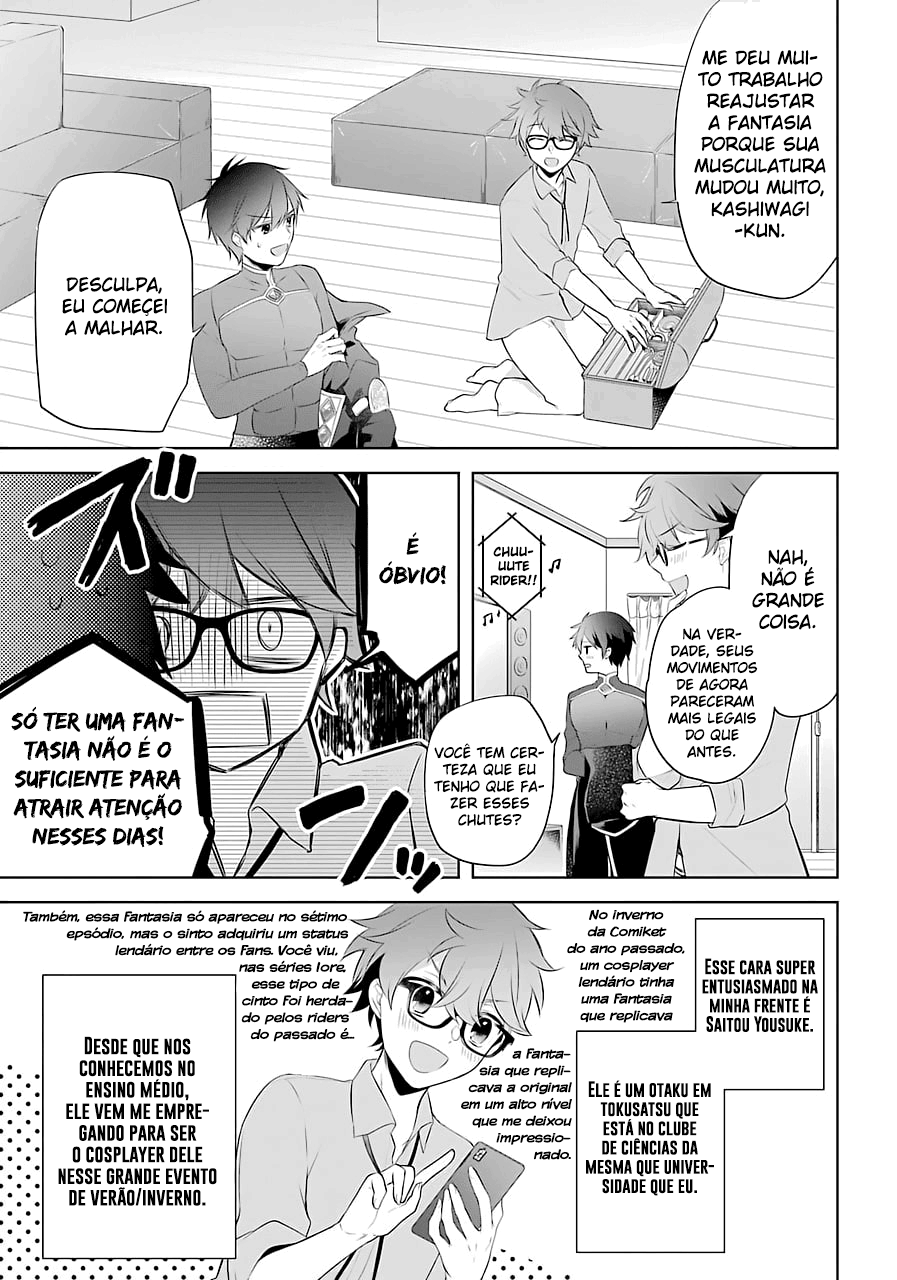 ME DEU MUI-
TO TRABALHO
REAJUSTAR
A FANTASIA
PORQUE SUA
MUSCULATURA
MUDOU MUITO,
KASHIWAGI
-KUN.
DESCULPA,
EU COMEÇEI
A MALHAR.
NAH,
NÃO É
GRANDE
COISA.
NA VER-
DADE, SEUS
MOVIMENTOS
DE AGORA
PARECERAM
MAIS LEGAIS
DO QUE
ANTES.
CHUU-
UUTE
RIDER!!
VOCÊ TEM CER-
TEZA QUE EU
TENHO QUE FA-
ZER ESSES
CHUTES?
É
ÓBVIO!
SÓ TER UMA FAN-
TASIA NÃO É O
SUFICIENTE PARA
ATRAIR ATENÇÃO
NESSES DIAS!
ESSE CARA SUPER
ENTUSIASMADO NA
MINHA FRENTE É
SAITOU YOUSUKE.
ELE É UM OTAKU EM
TOKUSATSU QUE
ESTÁ NO CLUBE
DE CIÊNCIAS DA
MESMA QUE UNIVER-
SIDADE QUE EU.
No inverno
da Comiket
do ano passado,
um cosplayer
lendário tinha
uma Fantasia
que replicava
a Fanta-
sia que repli-
cava a original
em um alto nível
que me deixou
impressio-
nado.
Também, essa Fantasia só apareceu no sétimo
epsódio, mas o sinto adquiriu um status
lendário entre os Fans. Você viu,
nas séries lore,
esse tipo de
cinto Foi herda-
do pelos riders
do passado é...
DESDE QUE NOS
CONHECEMOS NO
ENSINO MÉDIO,
ELE VEM ME EMPRE-
GANDO PARA SER
O COSPLAYER DELE
NESSE GRANDE EVENTO
DE VERÃO/INVERNO.